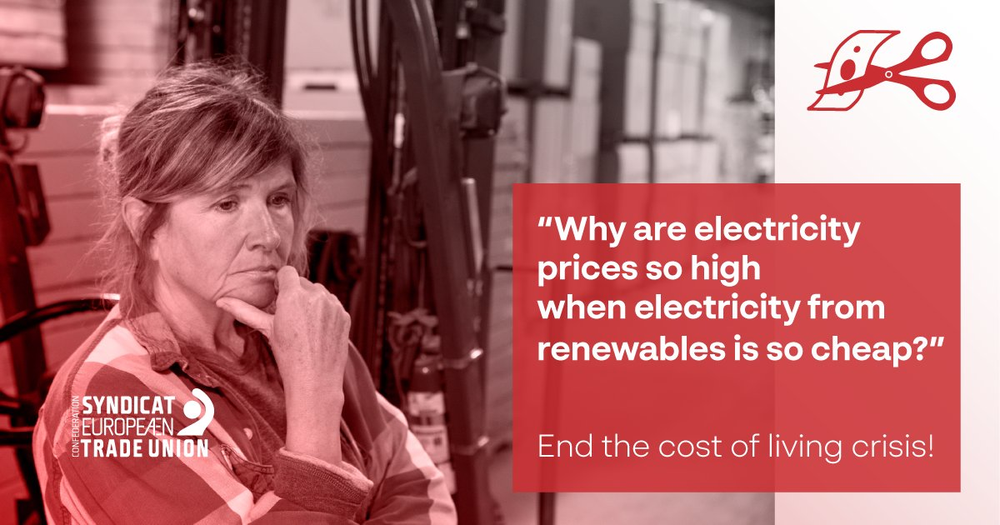 “Why are electricity
prices so high
when electricity from
renewables is so cheap?”
End the cost of living crisis!
CONFEDERATION
SYNDICAT
EUROPEÆN
TRADE UNION